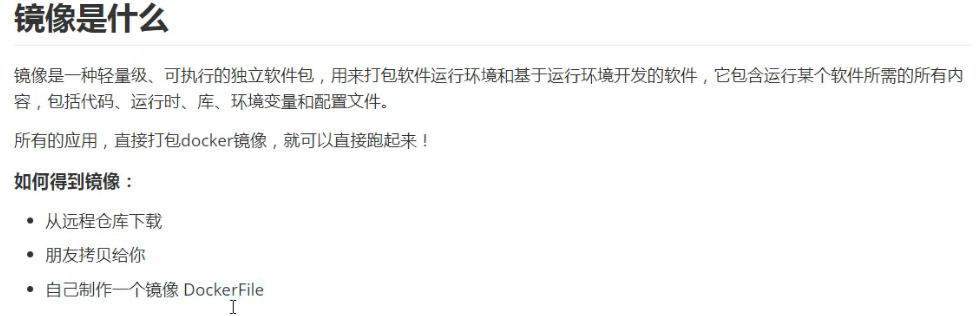 镜像是什么
镜像是一种轻量级、可执行的独立软件包，用来打包软件运行环境和基于运行环境开发的软件，它包含运行某个软件所需的所有内
容，包括代码、运行时、库、环境变量和配置文件。
所有的应用，直接打包docker镜像，就可以直接跑起来！
如何得到镜像：
从远程仓库下载
朋友拷贝给你
自己制作一个镜像 DockerFile